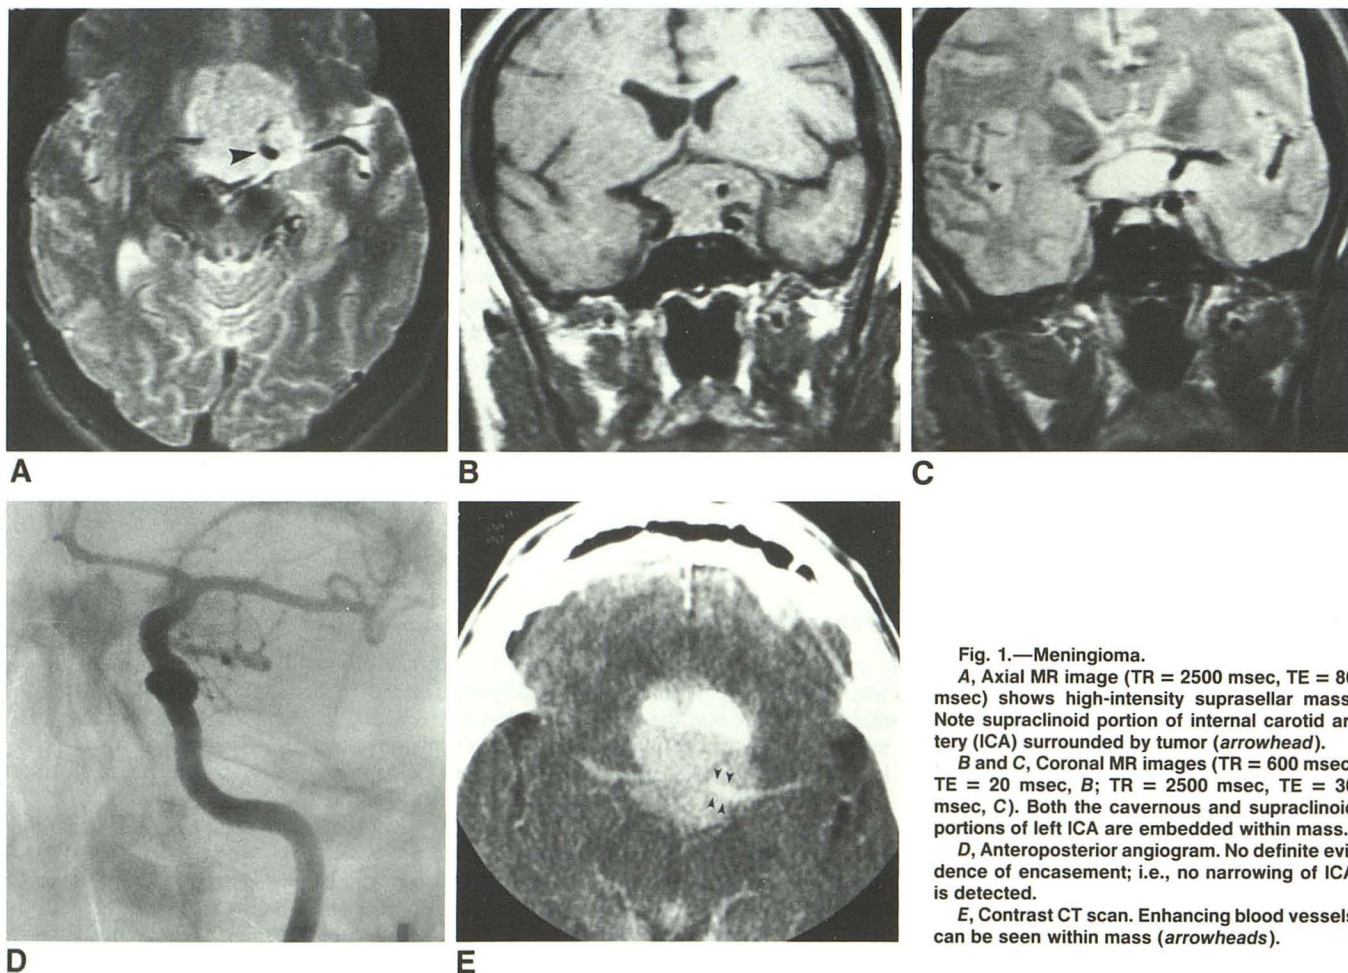 A
B
C
D
E
Fig. 1.—Meningioma.
A, Axial MR image (TR = 2500 msec, TE = 80
msec) shows high-intensity suprasellar mass
Note supraclinoid portion of internal carotid ar-
tery (ICA) surrounded by tumor (arrowhead).
B and C, Coronal MR images (TR = 600 msec
TE = 20 msec, B; TR = 2500 msec, TE = 30
msec, C). Both the cavernous and supraclinoid
portions of left ICA are embedded within mass.
D, Anteroposterior angiogram. No definite evi-
dence of encasement; i.e., no narrowing of ICA
is detected.
E, Contrast CT scan. Enhancing blood vessels
can be seen within mass (arrowheads).